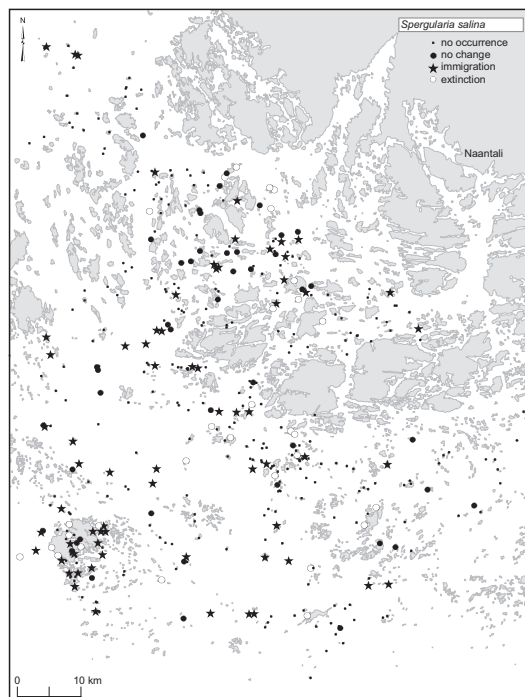 N
Spergularia salina
no occurrence
no change
immigration
extinction
Naantali
0 10 km